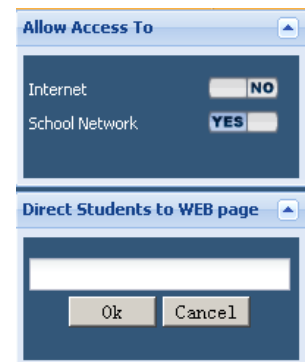 Allow Access To
Internet NO
School Network YES
Direct Students to WEB page
Ok Cancel